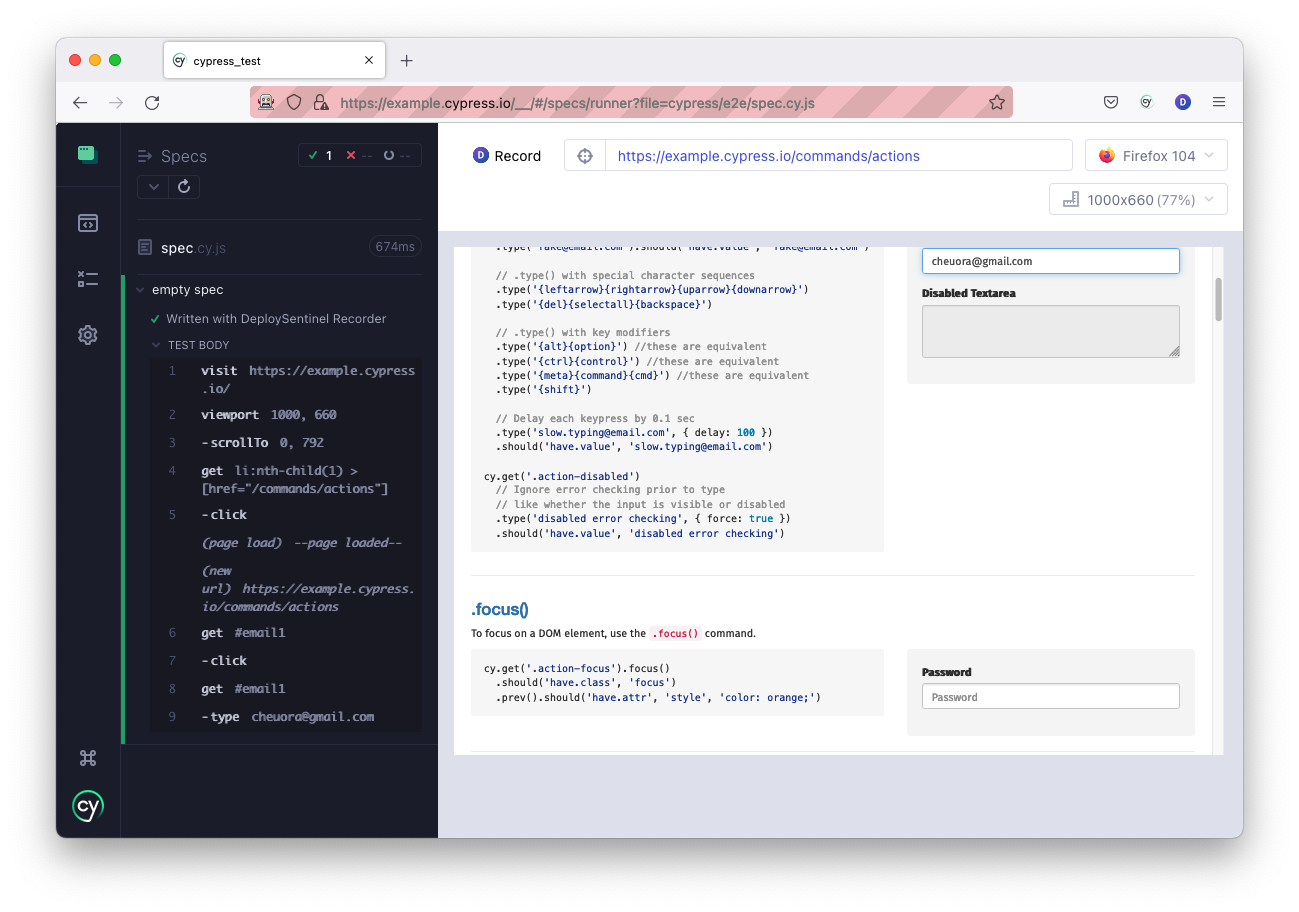 cypress_test
https://example.cypress.io/__/#/specs/runner?file=cypress/e2e/spec.cy.js
D
Specs
1
--
--
D Record
https://example.cypress.io/commands/actions
Firefox 104
1000x660 (77%)
spec.cy.js
674ms
empty spec
Written with DeploySentinel Recorder
TEST BODY
1 visit https://example.cypress
.io/
2 viewport 1000, 660
3 -scrollTo 0, 792
4 get li:nth-child(1) >
[href="/commands/actions"]
5 -click
(page load) --page loaded--
(new
url) https://example.cypress.
io/commands/actions
6 get #email1
7 -click
8 get #email1
9 -type cheuora@gmail.com
cy
.type('fake@email.com').should('have.value', 'fake@email.com')
// .type() with special character sequences
.type('{leftarrow}{rightarrow}{uparrow}{downarrow}')
.type('{del}{selectall}{backspace}')
// .type() with key modifiers
.type('{alt}{option}') //these are equivalent
.type('{ctrl}{control}') //these are equivalent
.type('{meta}{command}{cmd}') //these are equivalent
.type('{shift}')
// Delay each keypress by 0.1 sec
.type('slow.typing@email.com', { delay: 100 })
.should('have.value', 'slow.typing@email.com')
cy.get('.action-disabled')
// Ignore error checking prior to type
// like whether the input is visible or disabled
.type('disabled error checking', { force: true })
.should('have.value', 'disabled error checking')
cheuora@gmail.com
Disabled Textarea
.focus()
To focus on a DOM element, use the .focus() command.
cy.get('.action-focus').focus()
.should('have.class', 'focus')
.prev().should('have.attr', 'style', 'color: orange;')
Password
Password